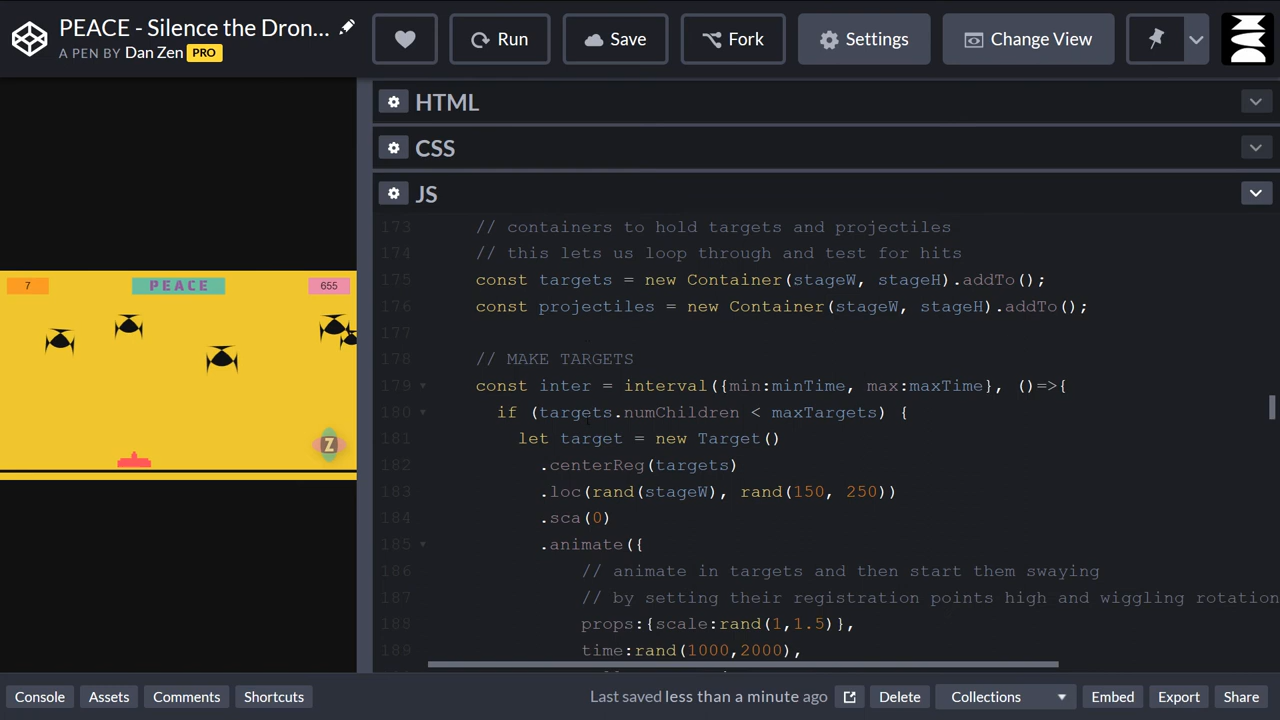 PEACE - Silence the Dron...
A PEN BY Dan Zen PRO
Run
Save
Fork
Settings
Change View
7
PEACE
655
Z
HTML
CSS
JS
173 // containers to hold targets and projectiles
174 // this lets us loop through and test for hits
175 const targets = new Container(stageW, stageH).addTo();
176 const projectiles = new Container(stageW, stageH).addTo();
177
178 // MAKE TARGETS
179 const inter = interval({min:minTime, max:maxTime}, ()=>{
180 if (targets.numChildren < maxTargets) {
181 let target = new Target()
182 .centerReg(targets)
183 .loc(rand(stageW), rand(150, 250))
184 .sca(0)
185 .animate({
186 // animate in targets and then start them swaying
187 // by setting their registration points high and wiggling rotation
188 props:{scale:rand(1,1.5)},
189 time:rand(1000,2000),
Console
Assets
Comments
Shortcuts
Last saved less than a minute ago
Delete
Collections
Embed
Export
Share